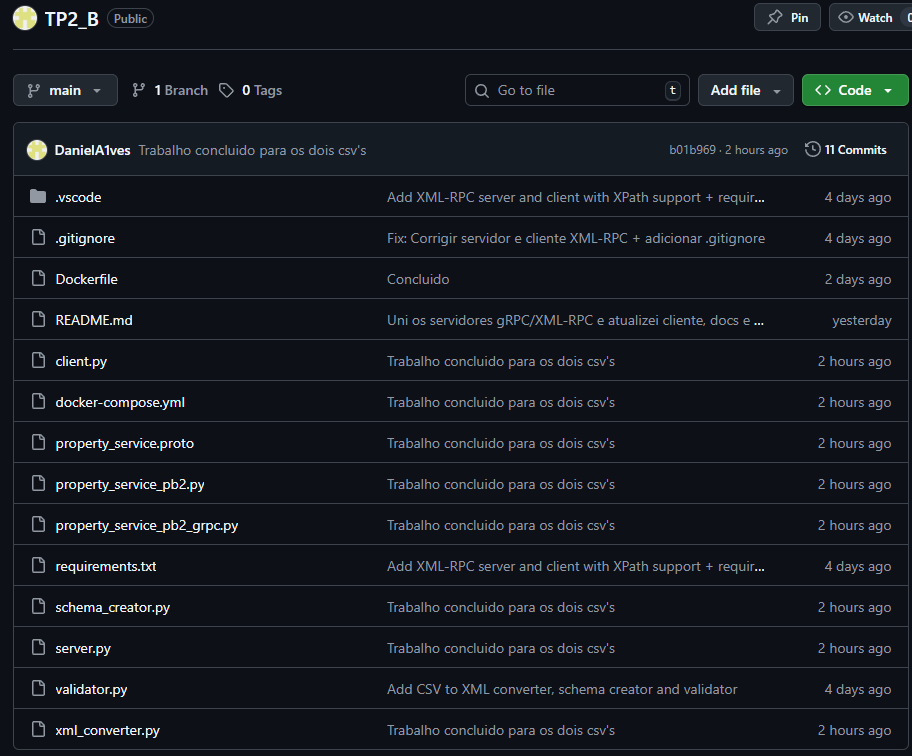 TP2_B Public Pin Watch
main 1 Branch 0 Tags Go to file t Add file Code
DanielA1ves Trabalho concluido para os dois csv's b01b969 · 2 hours ago 11 Commits
.vscode Add XML-RPC server and client with XPath support + requir... 4 days ago
.gitignore Fix: Corrigir servidor e cliente XML-RPC + adicionar .gitignore 4 days ago
Dockerfile Concluido 2 days ago
README.md Uni os servidores gRPC/XML-RPC e atualizei cliente, docs e ... yesterday
client.py Trabalho concluido para os dois csv's 2 hours ago
docker-compose.yml Trabalho concluido para os dois csv's 2 hours ago
property_service.proto Trabalho concluido para os dois csv's 2 hours ago
property_service_pb2.py Trabalho concluido para os dois csv's 2 hours ago
property_service_pb2_grpc.py Trabalho concluido para os dois csv's 2 hours ago
requirements.txt Add XML-RPC server and client with XPath support + requir... 4 days ago
schema_creator.py Trabalho concluido para os dois csv's 2 hours ago
server.py Trabalho concluido para os dois csv's 2 hours ago
validator.py Add CSV to XML converter, schema creator and validator 4 days ago
xml_converter.py Trabalho concluido para os dois csv's 2 hours ago